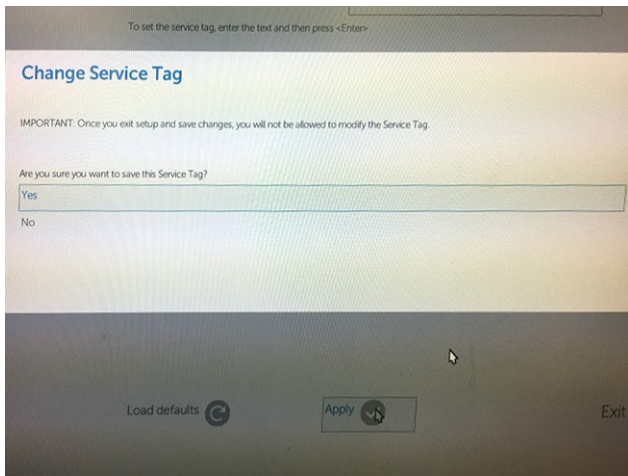 To set the service tag, enter the text and then press <Enter>
Change Service Tag
IMPORTANT: Once you exit setup and save changes, you will not be allowed to modify the Service Tag.
Are you sure you want to save this Service Tag?
Yes
No
Load defaults
Apply
Exit